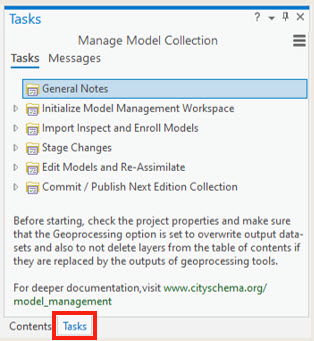 Tasks
?
Manage Model Collection
Tasks Messages
General Notes
Initialize Model Management Workspace
Import Inspect and Enroll Models
Stage Changes
Edit Models and Re-Assimilate
Commit / Publish Next Edition Collection
Before starting, check the project properties and make sure
that the Geoprocessing option is set to overwrite output data-
sets and also to not delete layers from the table of contents if
they are replaced by the outputs of geoprocessing tools.
For deeper documentation,visit www.cityschema.org/
model_management
Contents Tasks